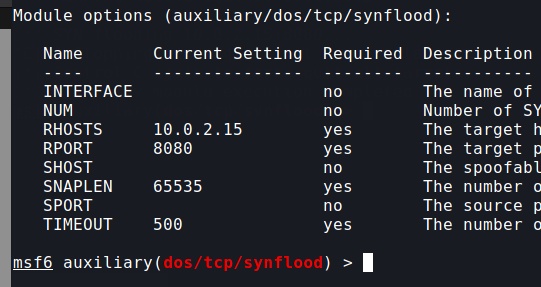 Module options (auxiliary/dos/tcp/synflood):
Name Current Setting Required Description
---- --------------- -------- -----------
INTERFACE no The name of
NUM no Number of SY
RHOSTS 10.0.2.15 yes The target h
RPORT 8080 yes The target p
SHOST no The spoofabl
SNAPLEN 65535 yes The number o
SPORT no The source p
TIMEOUT 500 yes The number o
msf6 auxiliary(dos/tcp/synflood) >